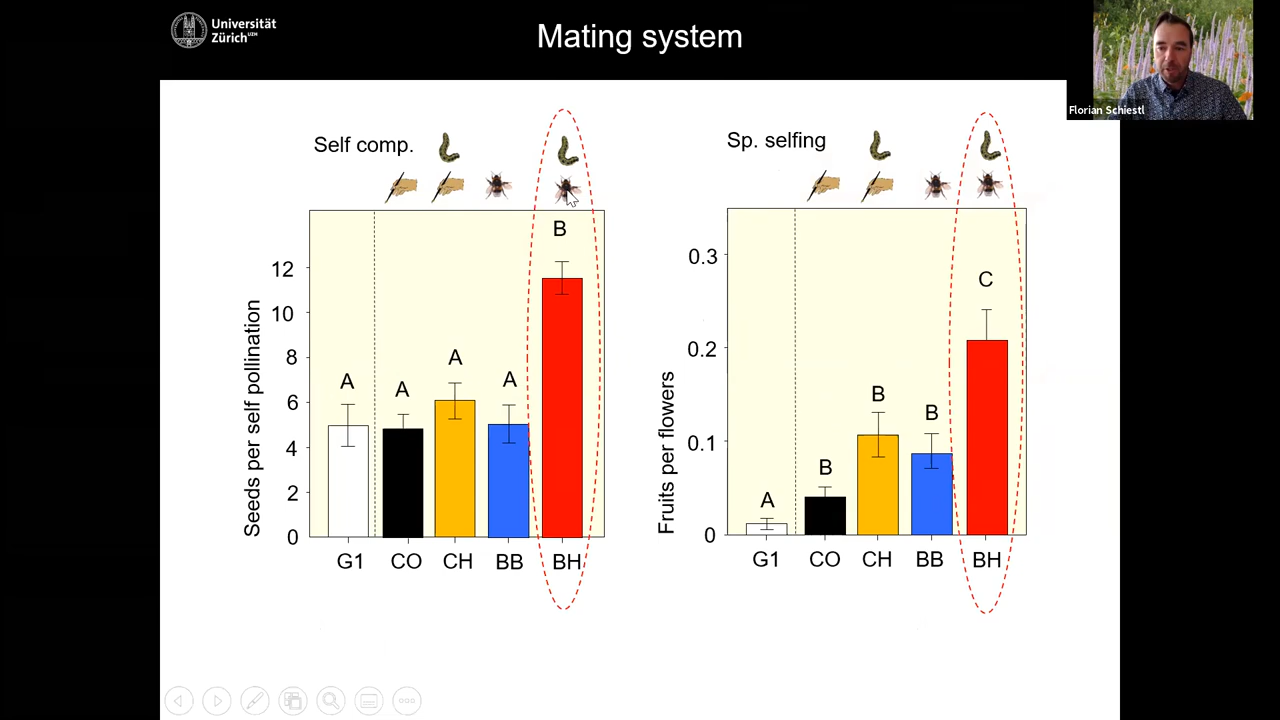 Universität
Zürich UZH
Mating system
Florian Schiestl
Self comp.
B
12
10
8
6
4
2
0
A
A
A
A
Seeds per self pollination
G1
CO
CH
BB
BH
Sp. selfing
0.3
0.2
0.1
0
C
B
B
B
A
Fruits per flowers
G1
CO
CH
BB
BH